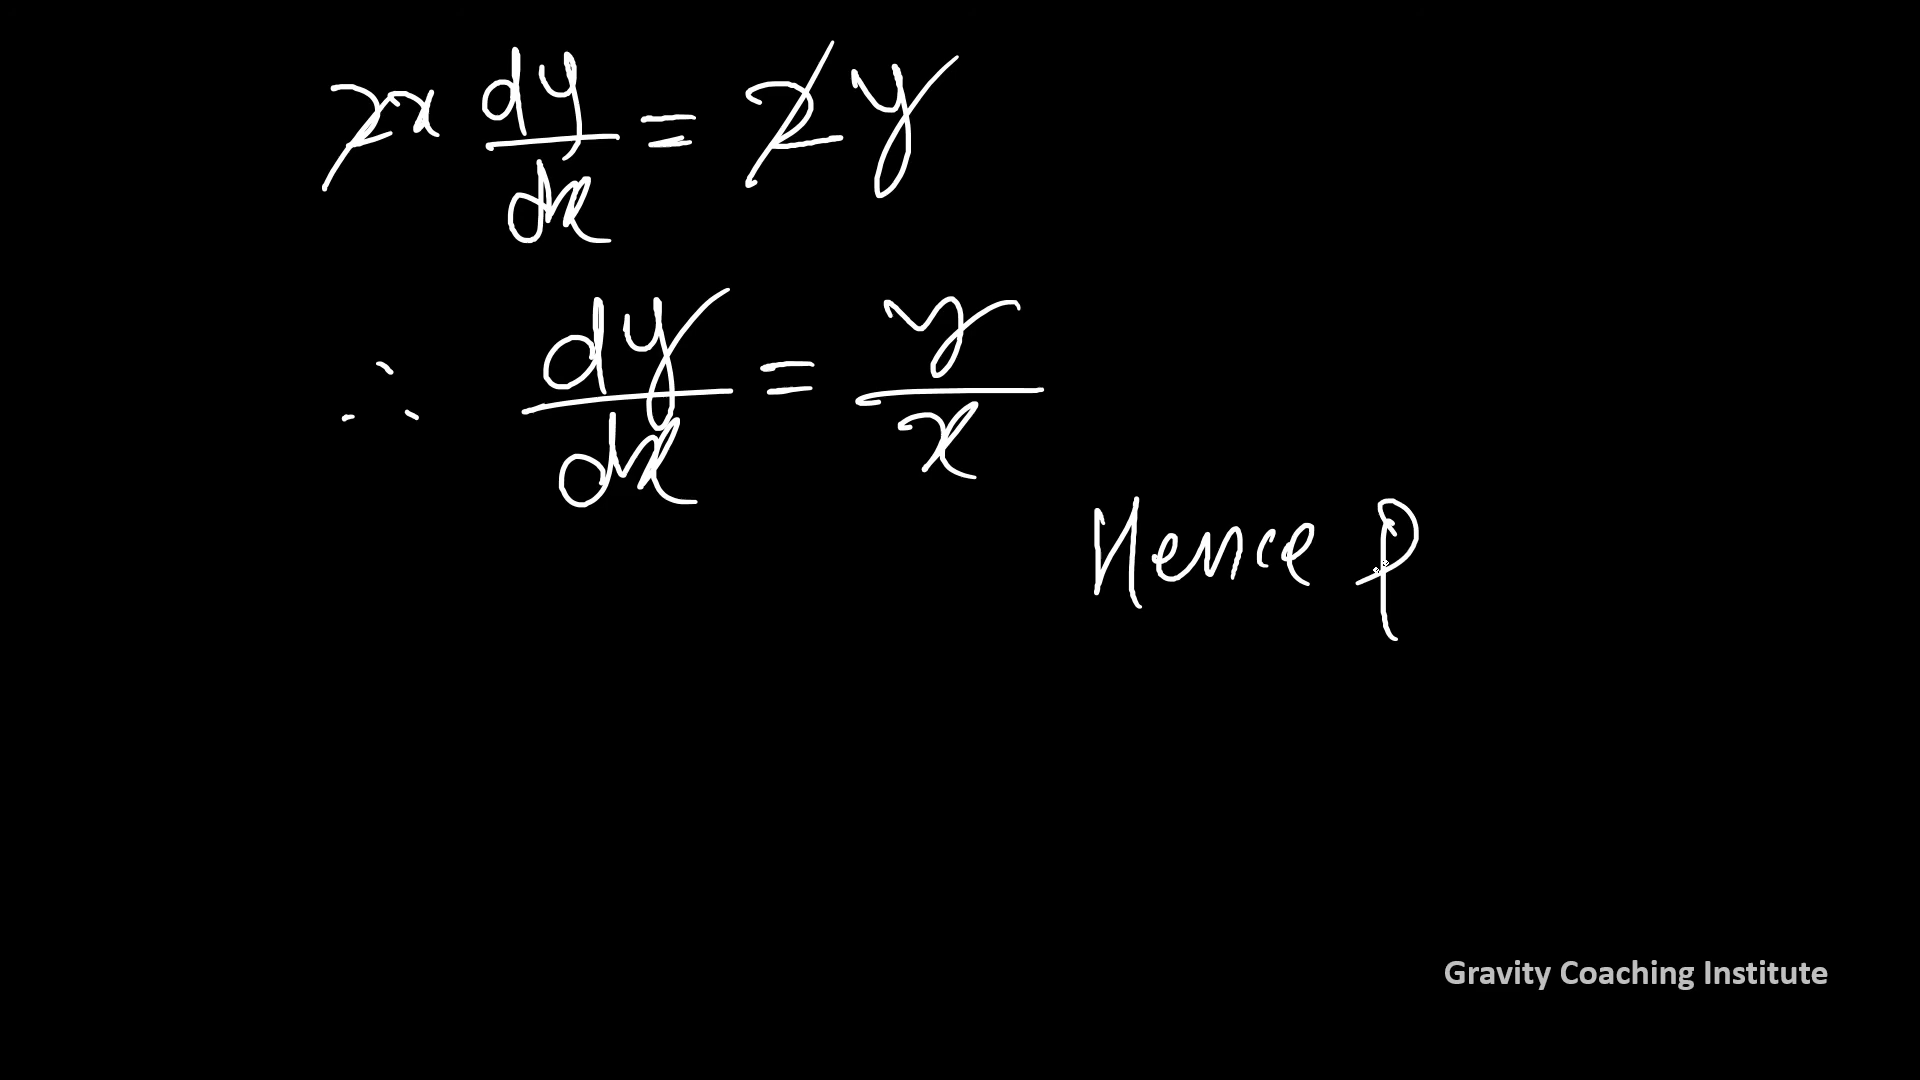 2x dy/dx = 2y
∴ dy/dx = y/x
Hence P
Gravity Coaching Institute